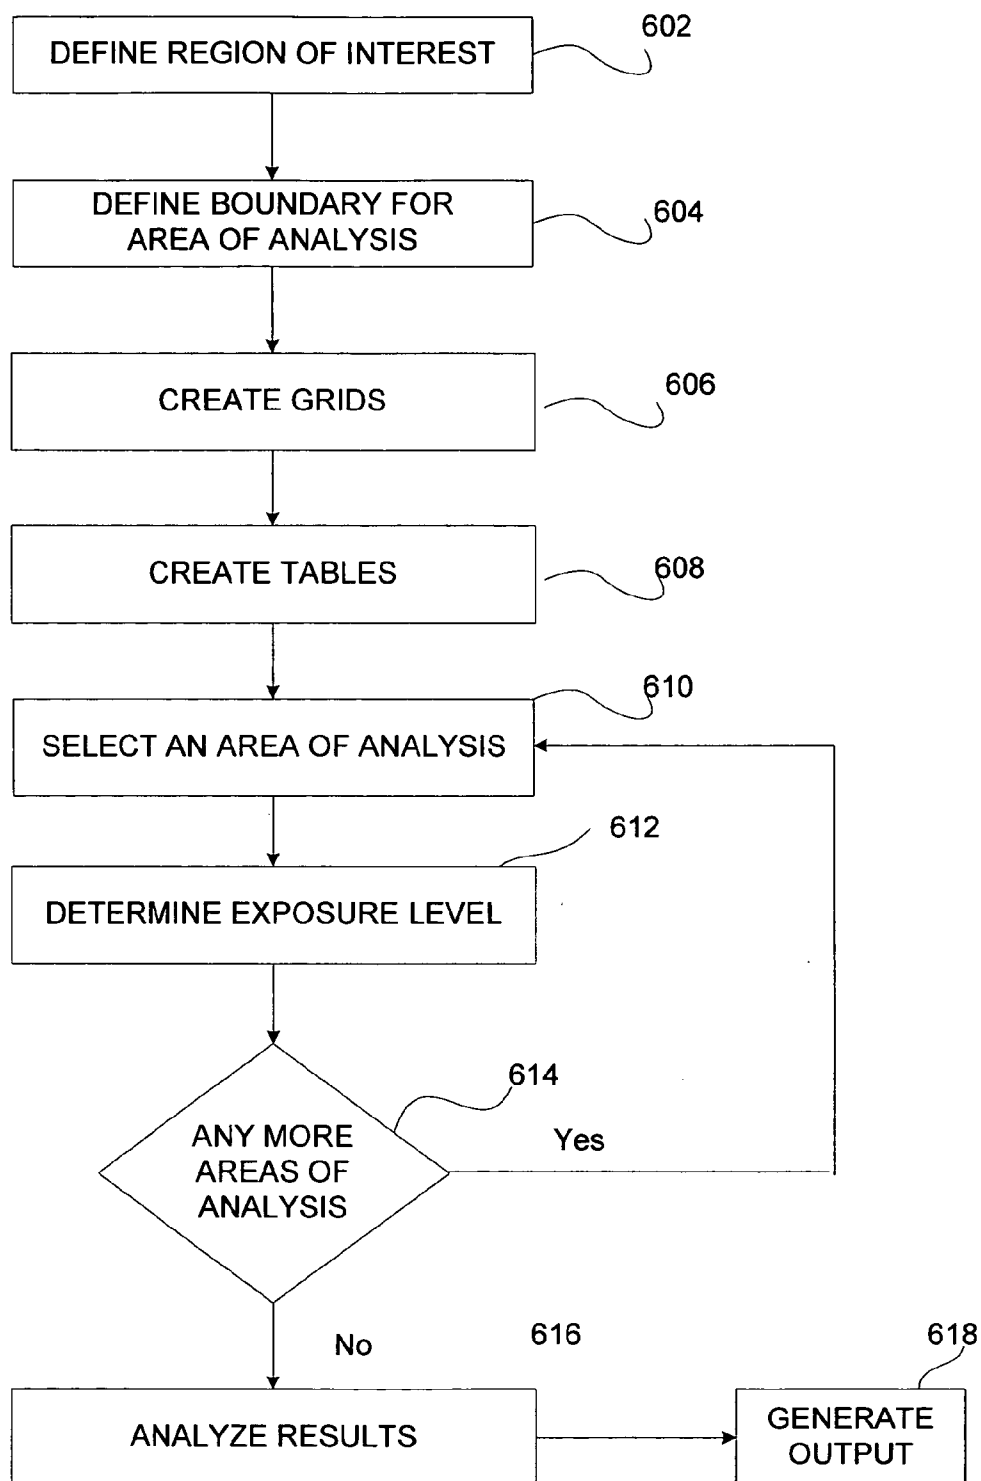 602
DEFINE REGION OF INTEREST
604
DEFINE BOUNDARY FOR
AREA OF ANALYSIS
606
CREATE GRIDS
608
CREATE TABLES
610
SELECT AN AREA OF ANALYSIS
612
DETERMINE EXPOSURE LEVEL
614
ANY MORE
AREAS OF
ANALYSIS
Yes
No
616
618
ANALYZE RESULTS
GENERATE
OUTPUT